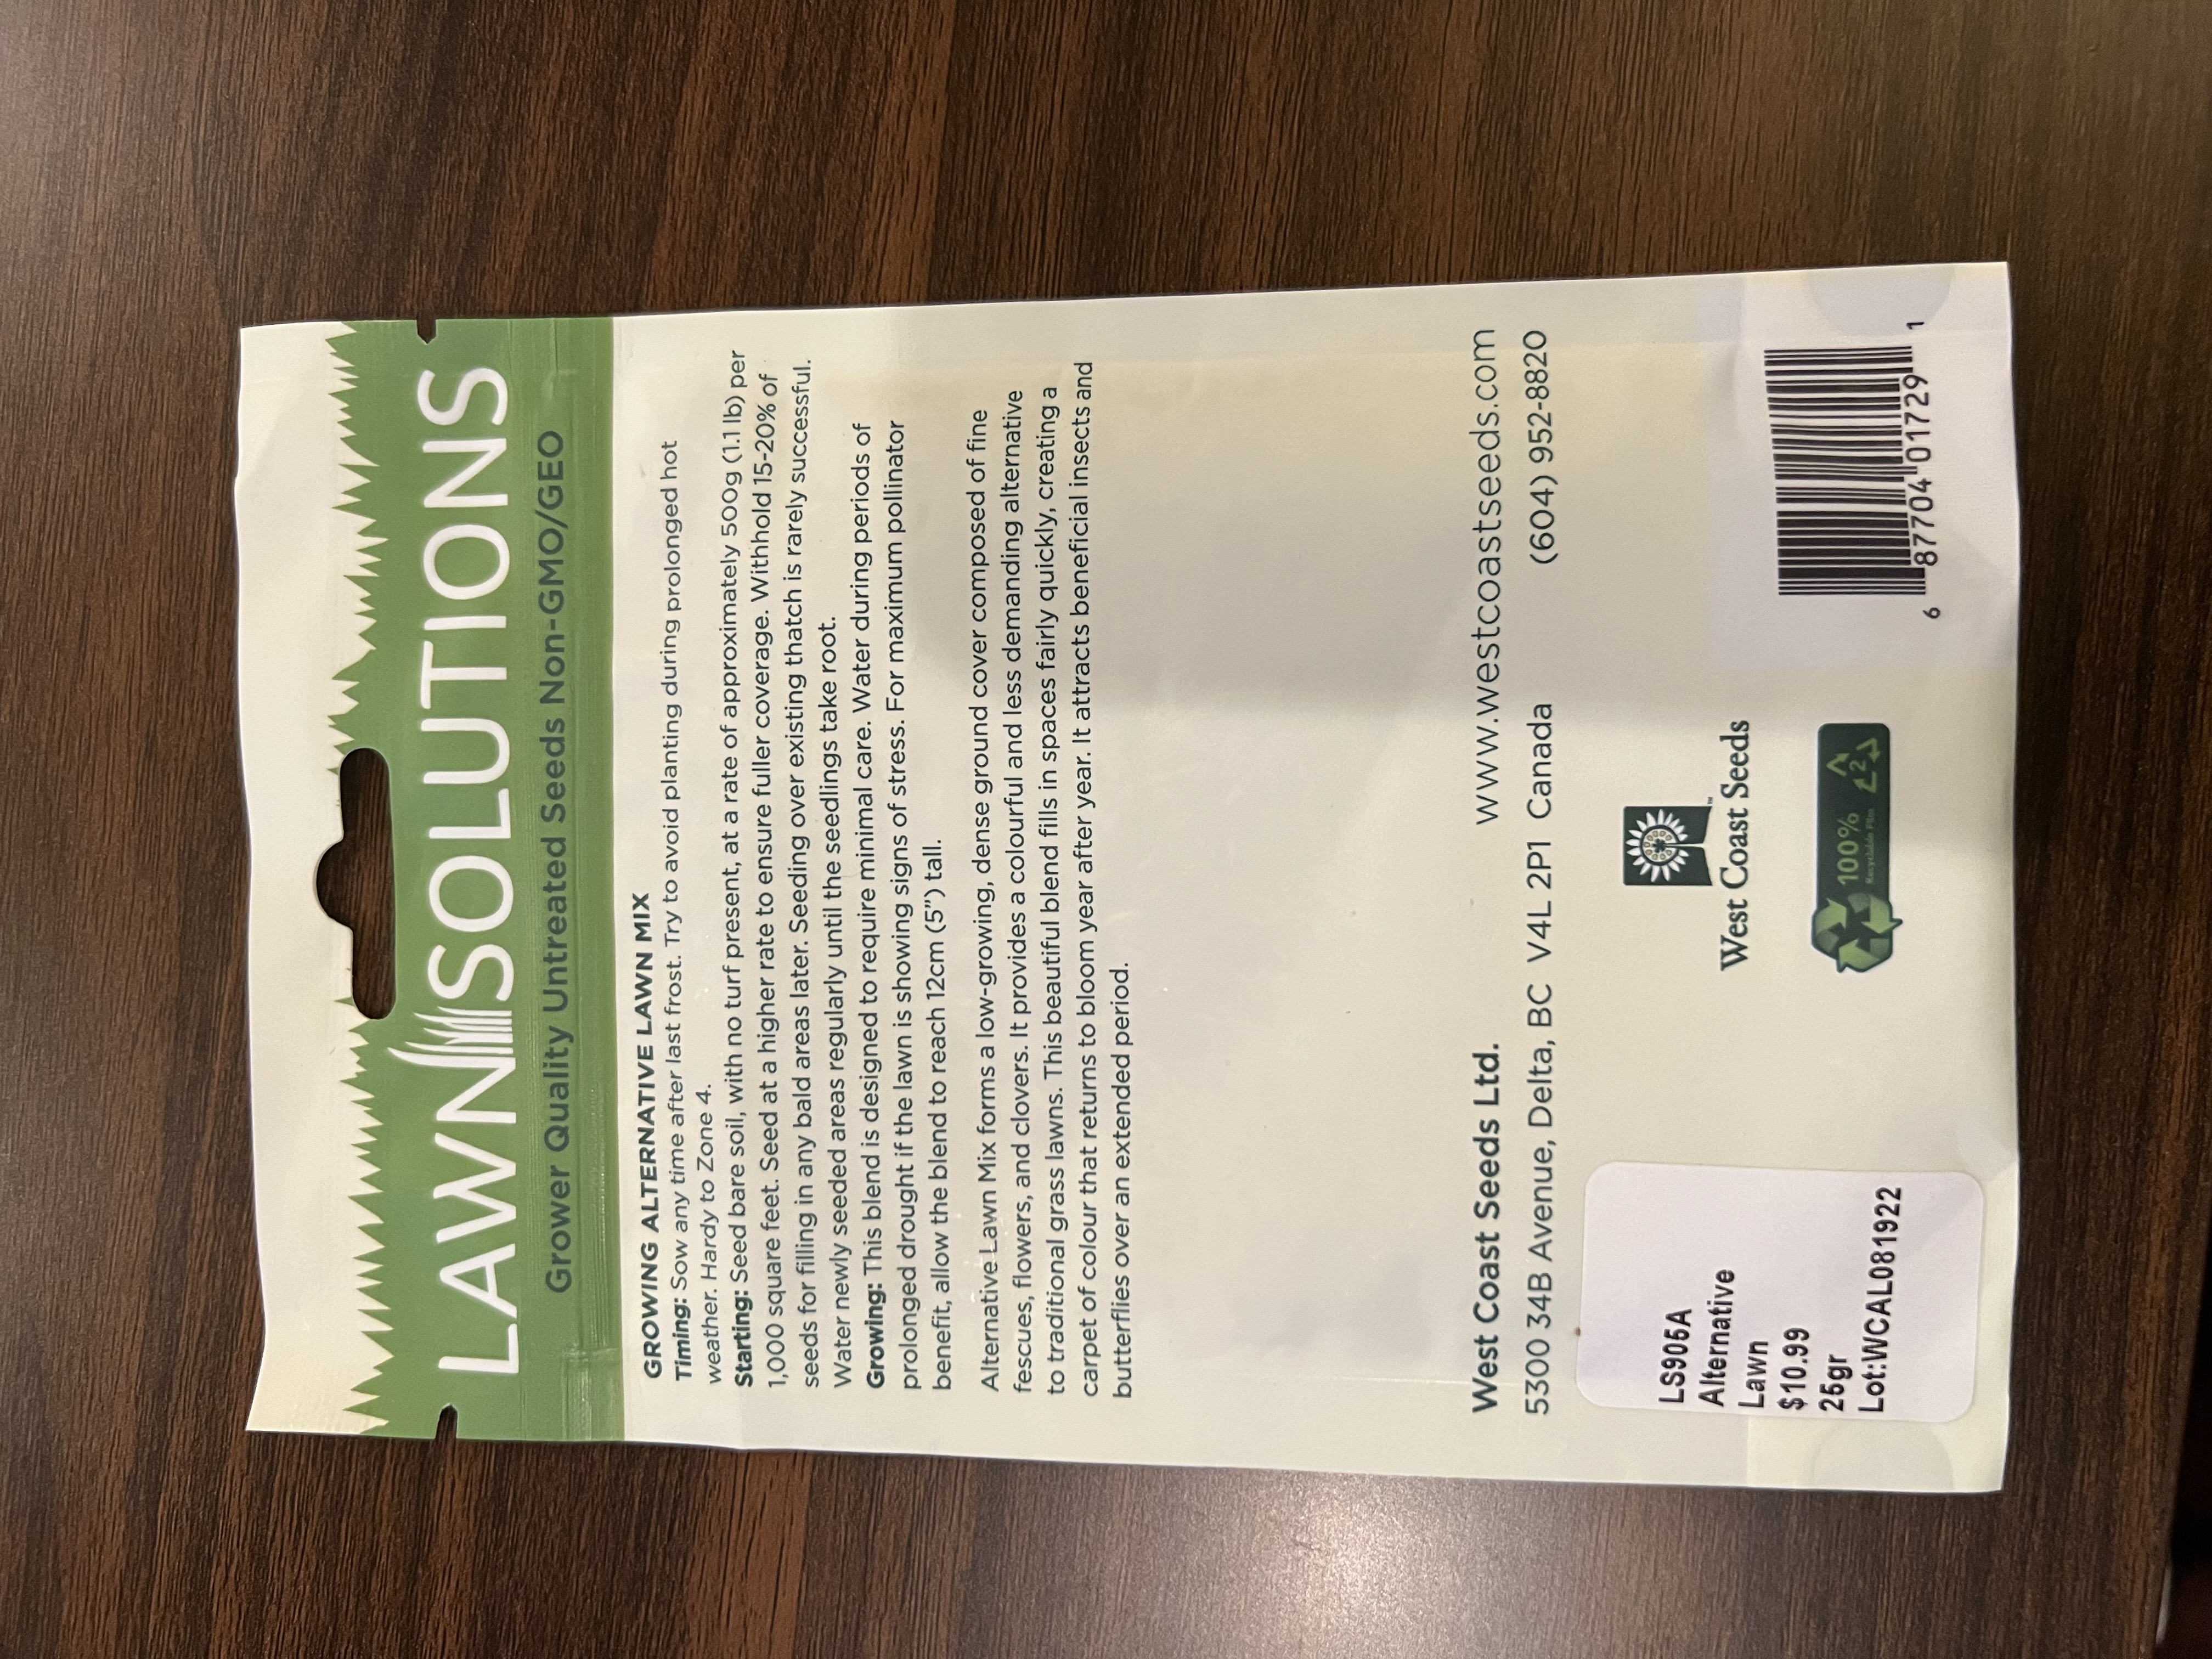 LAWN SOLUTIONS
Grower Quality Untreated Seeds Non-GMO/GEO
GROWING ALTERNATIVE LAWN MIX
Timing: Sow any time after last frost. Try to avoid planting during prolonged hot
weather. Hardy to Zone 4.
Starting: Seed bare soil, with no turf present, at a rate of approximately 500g (1.1 lb) per
1,000 square feet. Seed at a higher rate to ensure fuller coverage. Withhold 15-20% of
seeds for filling in any bald areas later. Seeding over existing thatch is rarely successful.
Water newly seeded areas regularly until the seedlings take root.
Growing: This blend is designed to require minimal care. Water during periods of
prolonged drought if the lawn is showing signs of stress. For maximum pollinator
benefit, allow the blend to reach 12cm (5") tall.
Alternative Lawn Mix forms a low-growing, dense ground cover composed of fine
fescues, flowers, and clovers. It provides a colourful and less demanding alternative
to traditional grass lawns. This beautiful blend fills in spaces fairly quickly, creating a
carpet of colour that returns to bloom year after year. It attracts beneficial insects and
butterflies over an extended period.
West Coast Seeds Ltd. www.westcoastseeds.com
5300 34B Avenue, Delta, BC V4L 2P1 Canada (604) 952-8820
LS905A
Alternative
Lawn
$10.99
25gr
Lot:WCAL081922
West Coast Seeds
TM
100%
Recyclable Film
2
6 87704 01729 1